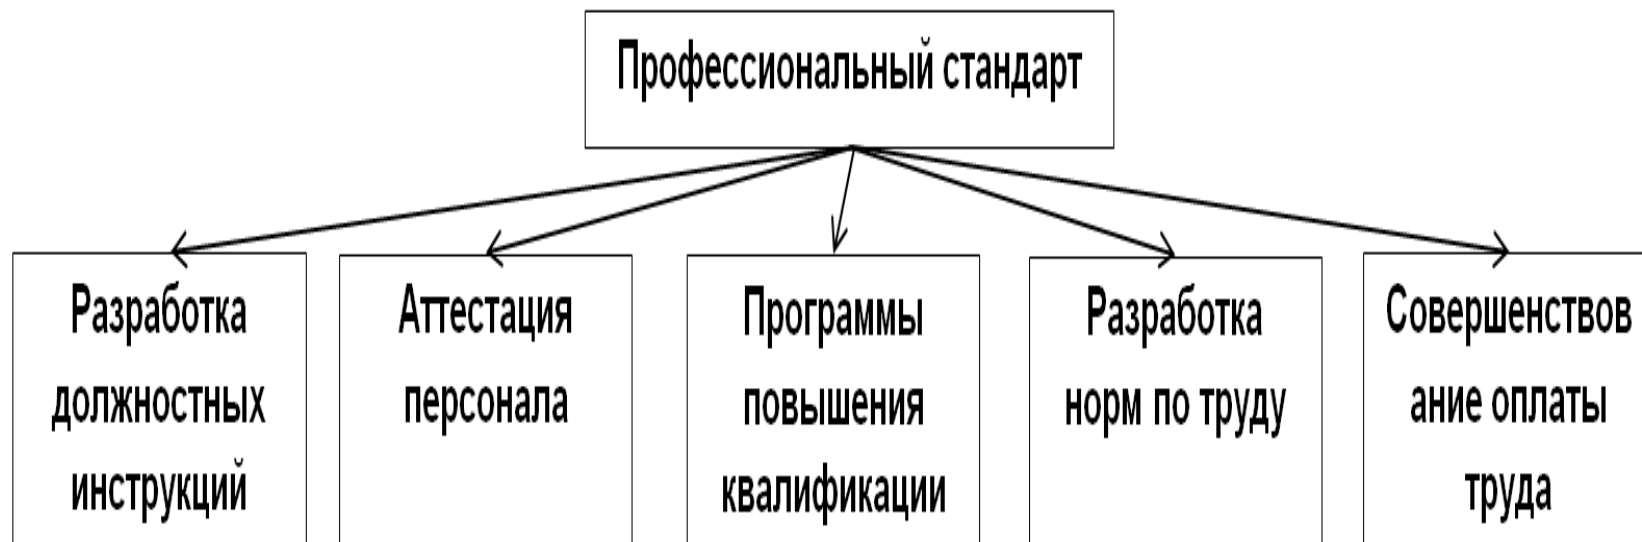 Профессиональный стандарт
Разработка
должностных
инструкций
Аттестация
персонала
Программы
повышения
квалификации
Разработка
норм по труду
Совершенствов
ание оплаты
труда